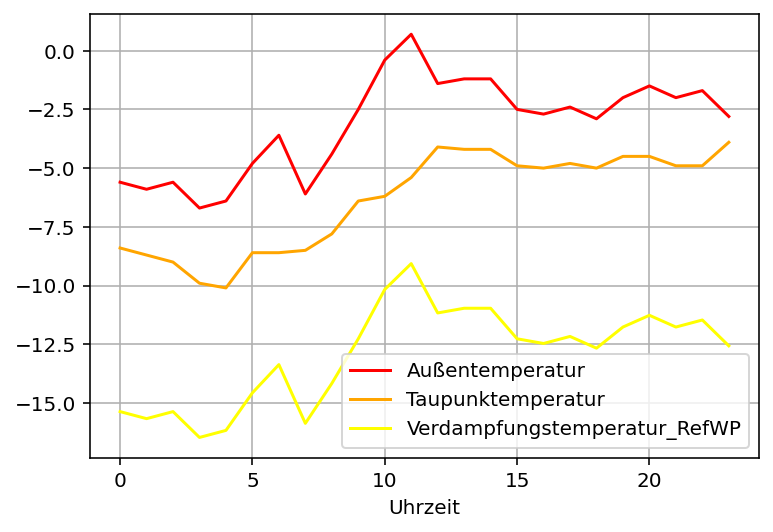 0.0
−2.5
−5.0
−7.5
−10.0
−12.5
−15.0
Außentemperatur
Taupunktemperatur
Verdampfungstemperatur_RefWP
0 5 10 15 20
Uhrzeit